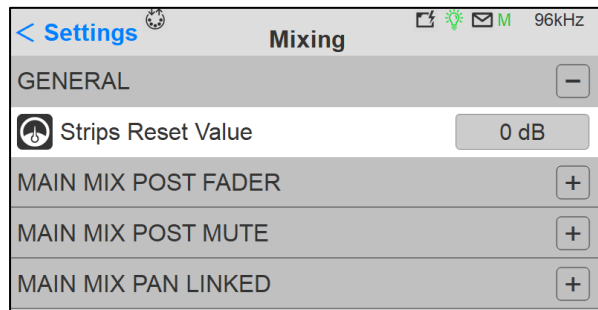 < Settings
Mixing
M 96kHz
GENERAL
Strips Reset Value 0 dB
MAIN MIX POST FADER
MAIN MIX POST MUTE
MAIN MIX PAN LINKED